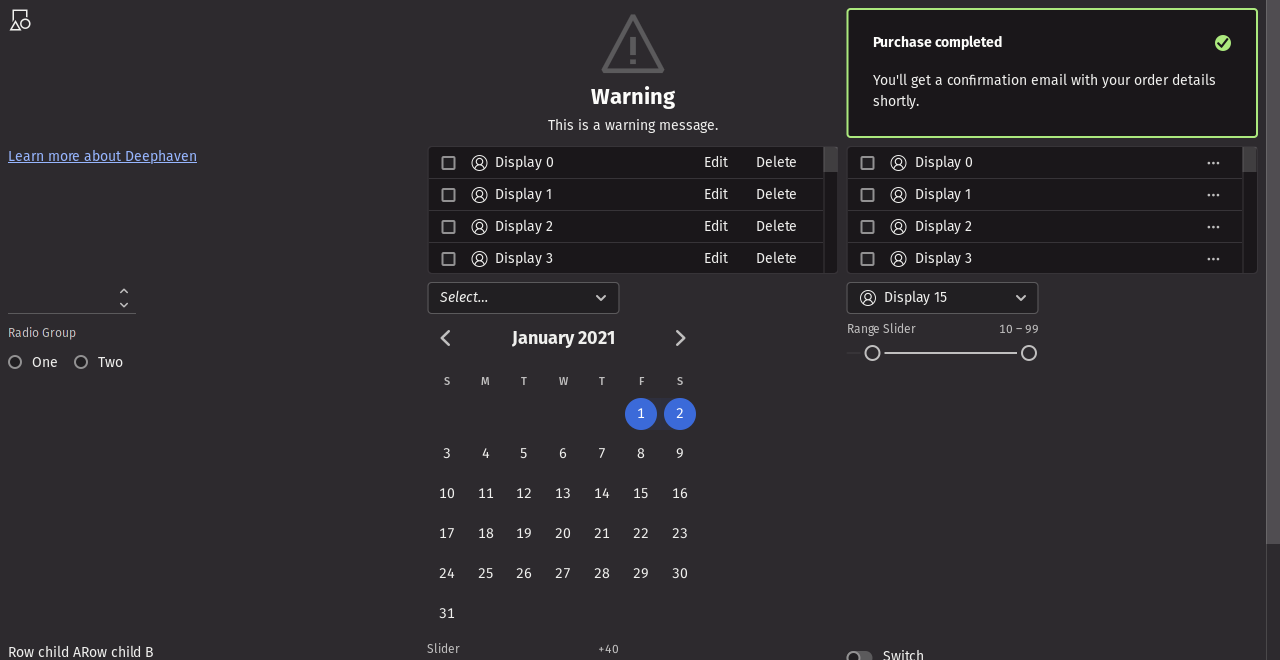 Warning
This is a warning message.
Purchase completed
You'll get a confirmation email with your order details
shortly.
Learn more about Deephaven
Display 0 Edit Delete
Display 1 Edit Delete
Display 2 Edit Delete
Display 3 Edit Delete
Display 0 ...
Display 1 ...
Display 2 ...
Display 3 ...
Radio Group
One Two
Select...
January 2021
S M T W T F S
1 2
3 4 5 6 7 8 9
10 11 12 13 14 15 16
17 18 19 20 21 22 23
24 25 26 27 28 29 30
31
Display 15
Range Slider 10 – 99
Row child ARow child B
Slider +40
Switch